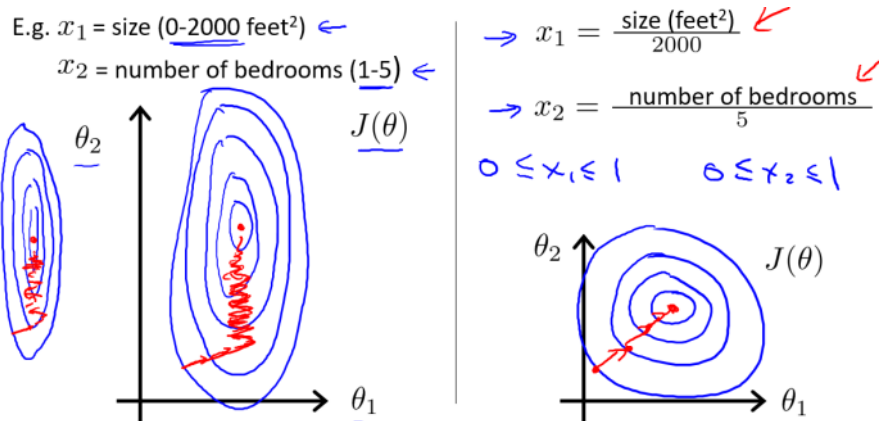 E.g. x₁ = size (0-2000 feet²) ←
x₂ = number of bedrooms (1-5) ←
θ₂
J(θ)
θ₁
→ x₁ = size (feet²) / 2000
→ x₂ = number of bedrooms / 5
0 ≤ x₁ ≤ 1 0 ≤ x₂ ≤ 1
θ₂
J(θ)
θ₁